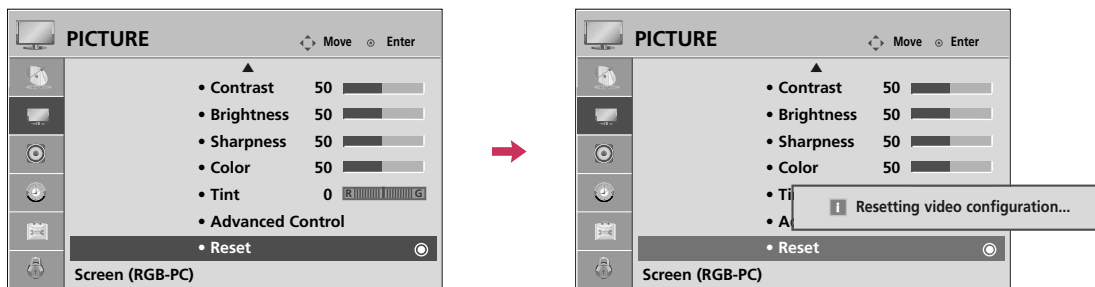 PICTURE Move Enter
• Contrast 50
• Brightness 50
• Sharpness 50
• Color 50
• Tint 0 R G
• Advanced Control
• Reset
Screen (RGB-PC)
PICTURE Move Enter
• Contrast 50
• Brightness 50
• Sharpness 50
• Color 50
• Ti
• A
i Resetting video configuration...
• Reset
Screen (RGB-PC)